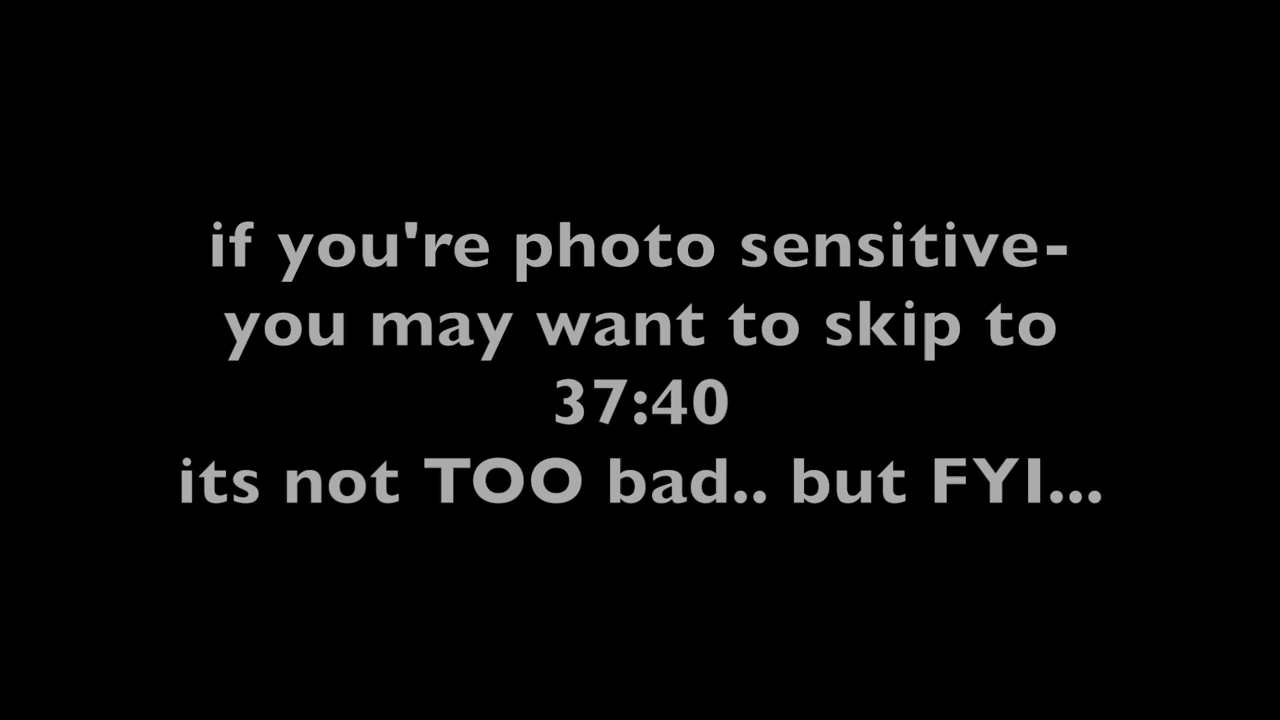 if you're photo sensitive-
you may want to skip to
37:40
its not TOO bad.. but FYI...